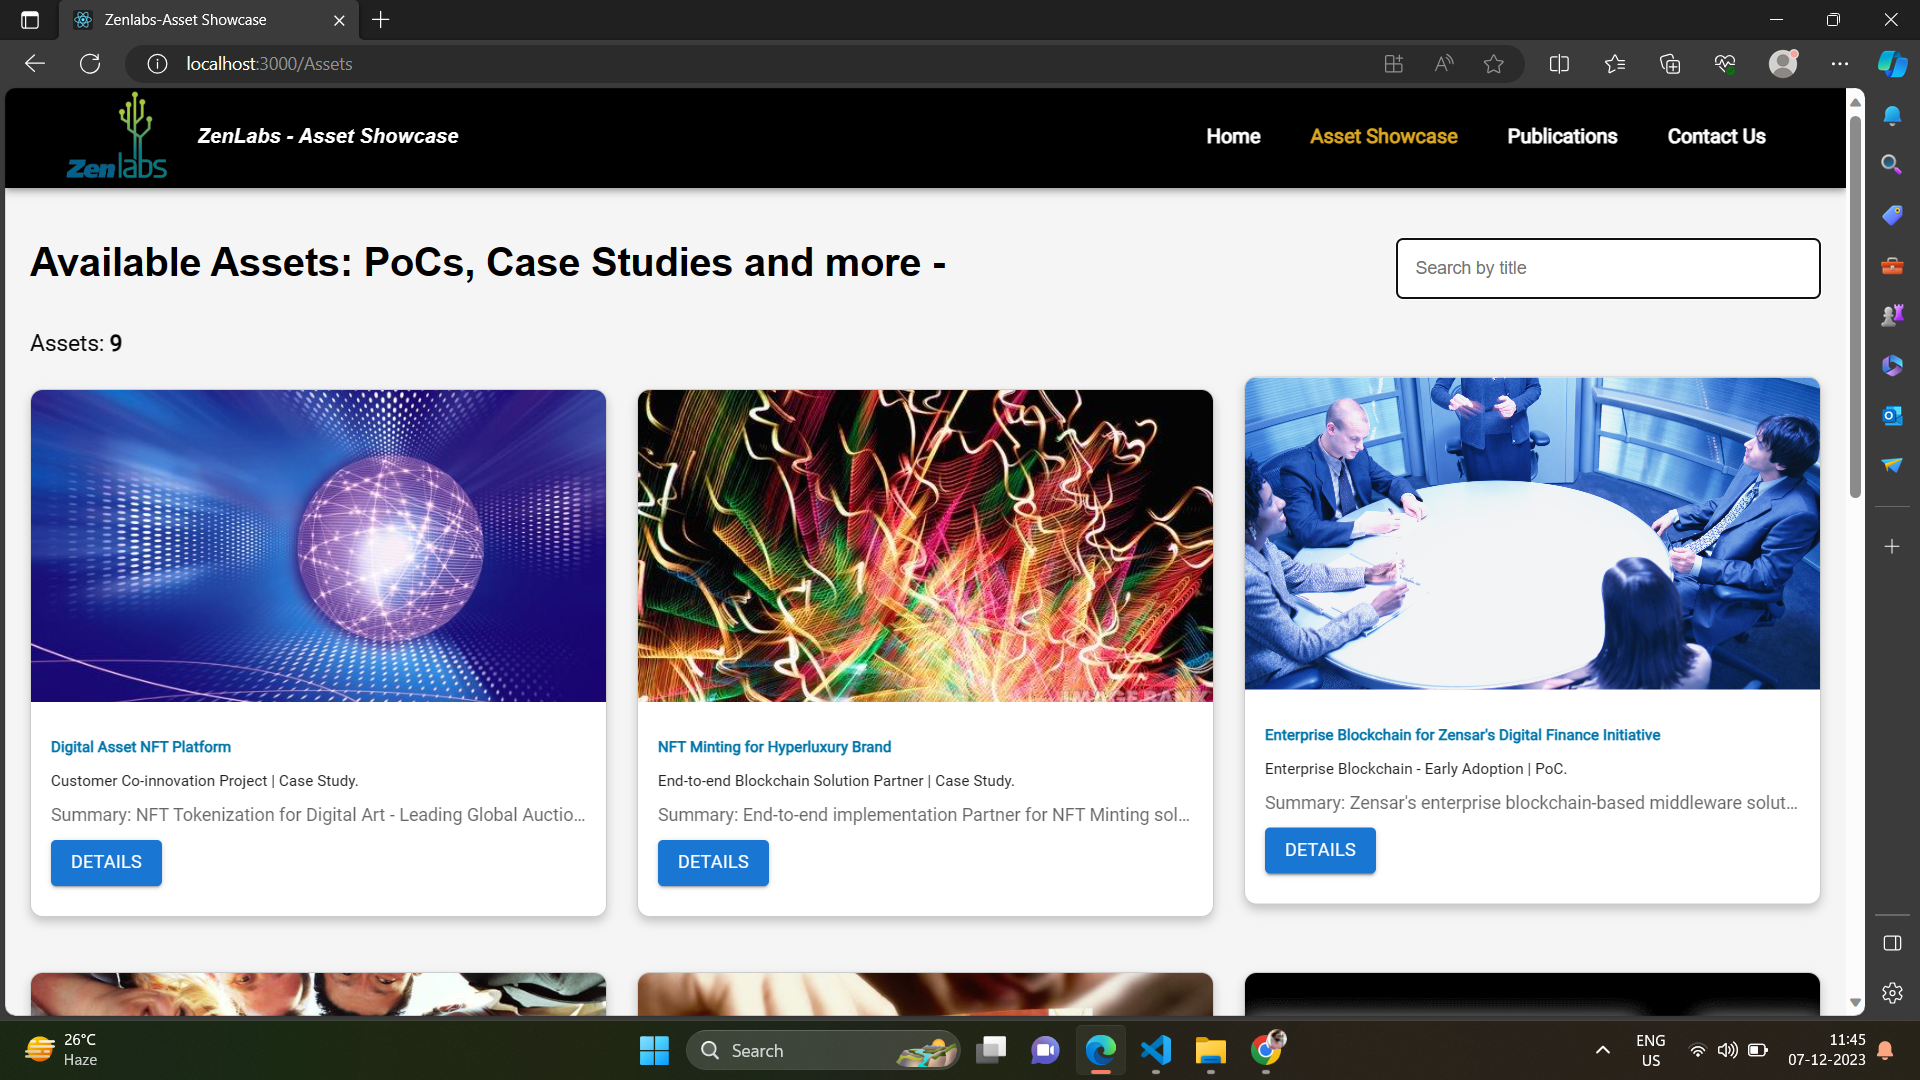 Zenlabs-Asset Showcase
localhost:3000/Assets
Zenlabs
ZenLabs - Asset Showcase
Home
Asset Showcase
Publications
Contact Us
Available Assets: PoCs, Case Studies and more -
Search by title
Assets: 9
IMAGEBANK
Digital Asset NFT Platform
Customer Co-innovation Project | Case Study.
Summary: NFT Tokenization for Digital Art - Leading Global Auctio...
DETAILS
NFT Minting for Hyperluxury Brand
End-to-end Blockchain Solution Partner | Case Study.
Summary: End-to-end implementation Partner for NFT Minting sol...
DETAILS
Enterprise Blockchain for Zensar's Digital Finance Initiative
Enterprise Blockchain - Early Adoption | PoC.
Summary: Zensar's enterprise blockchain-based middleware solut...
DETAILS
26°C
Haze
Search
ENG
US
11:45
07-12-2023